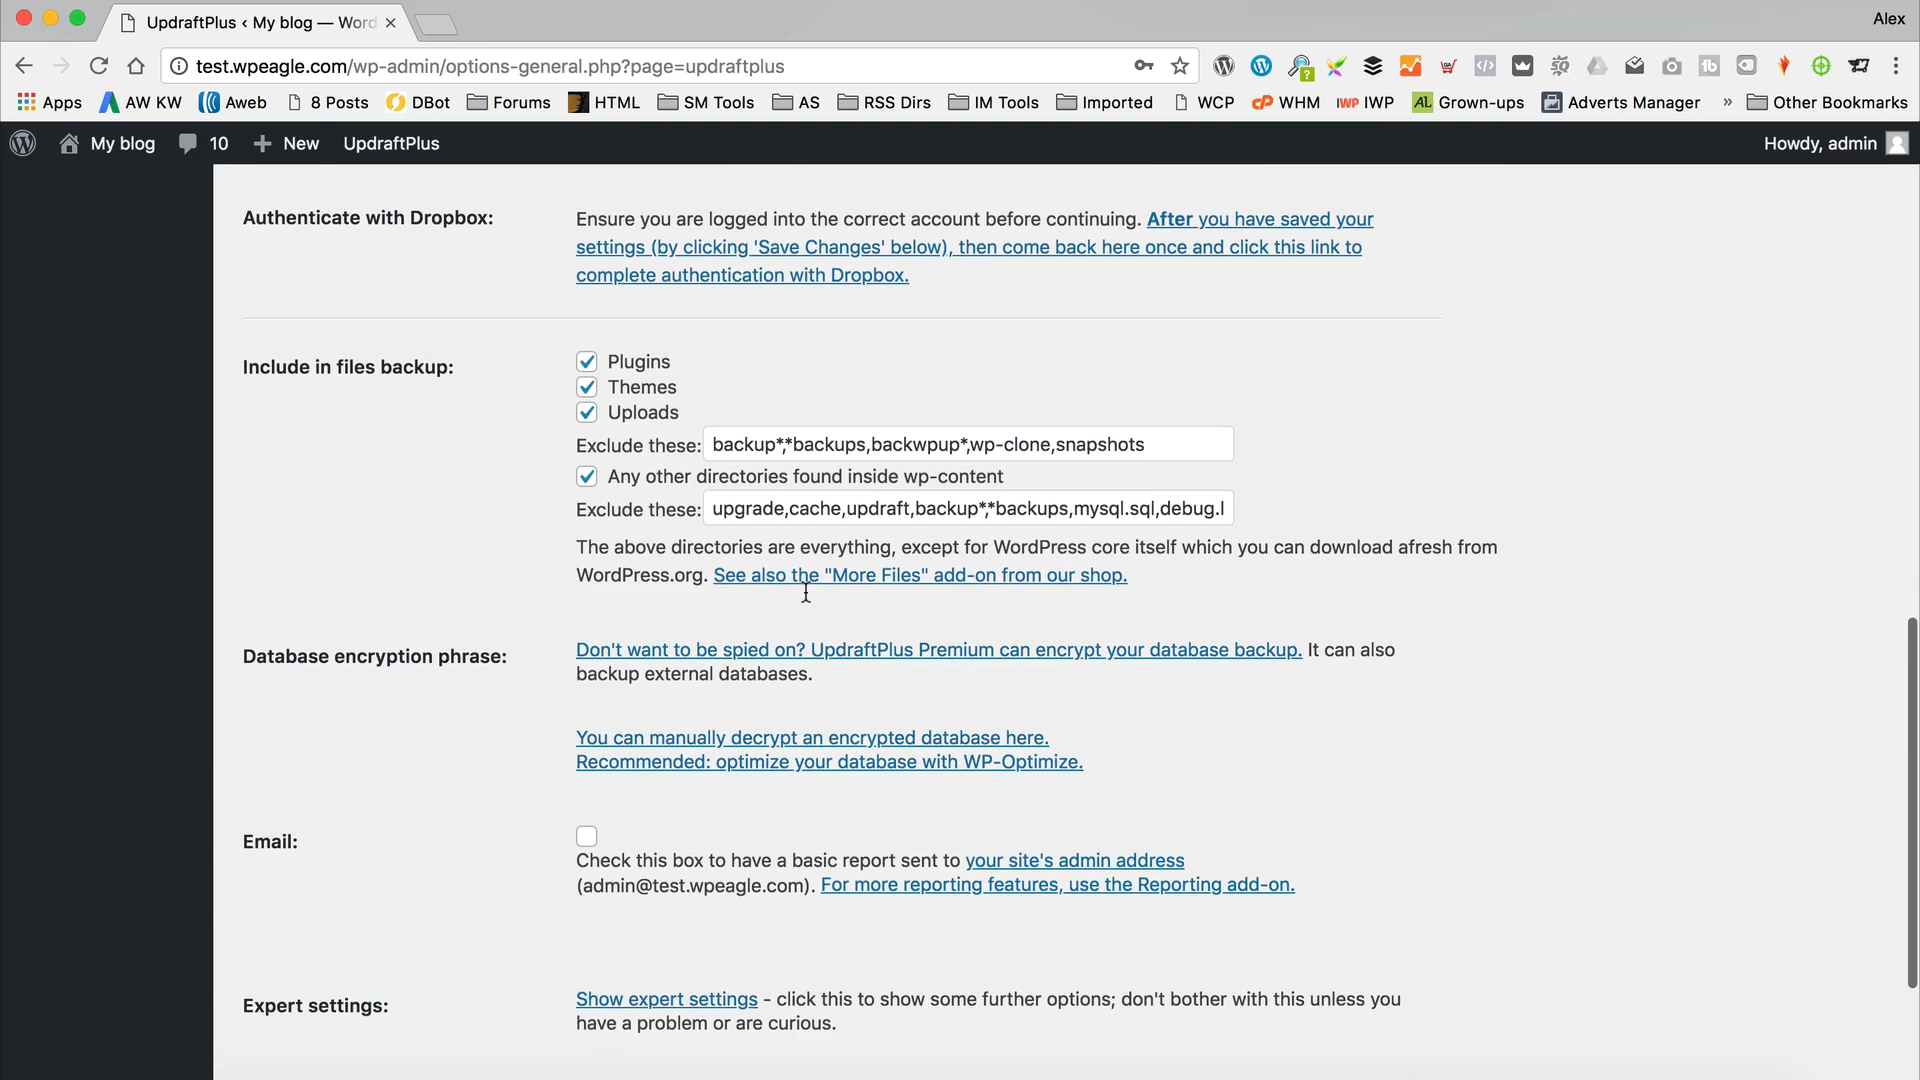 UpdraftPlus ‹ My blog — Word
Alex
test.wpeagle.com/wp-admin/options-general.php?page=updraftplus
Apps AW KW Aweb 8 Posts DBot Forums HTML SM Tools AS RSS Dirs IM Tools Imported WCP WHM IWP Grown-ups Adverts Manager » Other Bookmarks
My blog 10 New UpdraftPlus Howdy, admin
Authenticate with Dropbox:
Ensure you are logged into the correct account before continuing. After you have saved your
settings (by clicking 'Save Changes' below), then come back here once and click this link to
complete authentication with Dropbox.
Include in files backup:
Plugins
Themes
Uploads
Exclude these: backup*,*backups,backwpup*,wp-clone,snapshots
Any other directories found inside wp-content
Exclude these: upgrade,cache,updraft,backup*,*backups,mysql.sql,debug.l
The above directories are everything, except for WordPress core itself which you can download afresh from
WordPress.org. See also the "More Files" add-on from our shop.
Database encryption phrase:
Don't want to be spied on? UpdraftPlus Premium can encrypt your database backup. It can also
backup external databases.
You can manually decrypt an encrypted database here.
Recommended: optimize your database with WP-Optimize.
Email:
Check this box to have a basic report sent to your site's admin address
(admin@test.wpeagle.com). For more reporting features, use the Reporting add-on.
Expert settings:
Show expert settings - click this to show some further options; don't bother with this unless you
have a problem or are curious.